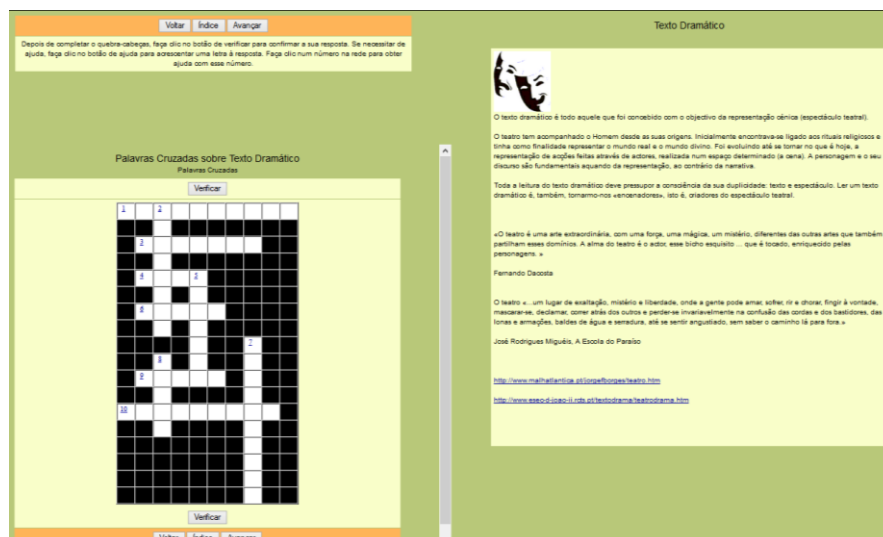 Voltar Índice Avançar
Depois de completar o quebra-cabeças, faça clic no botão de verificar para confirmar a sua resposta. Se necessitar de
ajuda, faça clic no botão de ajuda para acrescentar uma letra à resposta. Faça clic num número na rede para obter
ajuda com esse número.
Palavras Cruzadas sobre Texto Dramático
Palavras Cruzadas
Verificar
1 2
3
4 5
6
7
8
9
10
Verificar
Voltar Índice Avançar
Texto Dramático
O texto dramático é todo aquele que foi concebido com o objectivo da representação cénica (espectáculo teatral).
O teatro tem acompanhado o Homem desde as suas origens. Inicialmente encontrava-se ligado aos rituais religiosos e
tinha como finalidade representar o mundo real e o mundo divino. Foi evoluindo até se tornar no que é hoje, a
representação de acções feitas através de actores, realizada num espaço determinado (a cena). A personagem e o seu
discurso são fundamentais aquando da representação, ao contrário da narrativa.
Toda a leitura do texto dramático deve pressupor a consciência da sua duplicidade: texto e espectáculo. Ler um texto
dramático é, também, tornarmo-nos «encenadores», isto é, criadores do espectáculo teatral.
«O teatro é uma arte extraordinária, com uma força, uma mágica, um mistério, diferentes das outras artes que também
partilham esses domínios. A alma do teatro é o actor, esse bicho esquisito ... que é tocado, enriquecido pelas
personagens. »
Fernando Dacosta
O teatro «...um lugar de exaltação, mistério e liberdade, onde a gente pode amar, sofrer, rir e chorar, fingir à vontade,
mascarar-se, declamar, correr atrás dos outros e perder-se invariavelmente na confusão das cordas e dos bastidores, das
lonas e armações, baldes de água e serradura, até se sentir angustiado, sem saber o caminho lá para fora.»
José Rodrigues Miguéis, A Escola do Paraíso
http://www.malhatlantica.pt/jorgefborges/teatro.htm
http://www.eseo-d-joao-ii.rcts.pt/textodrama/teatrodrama.htm